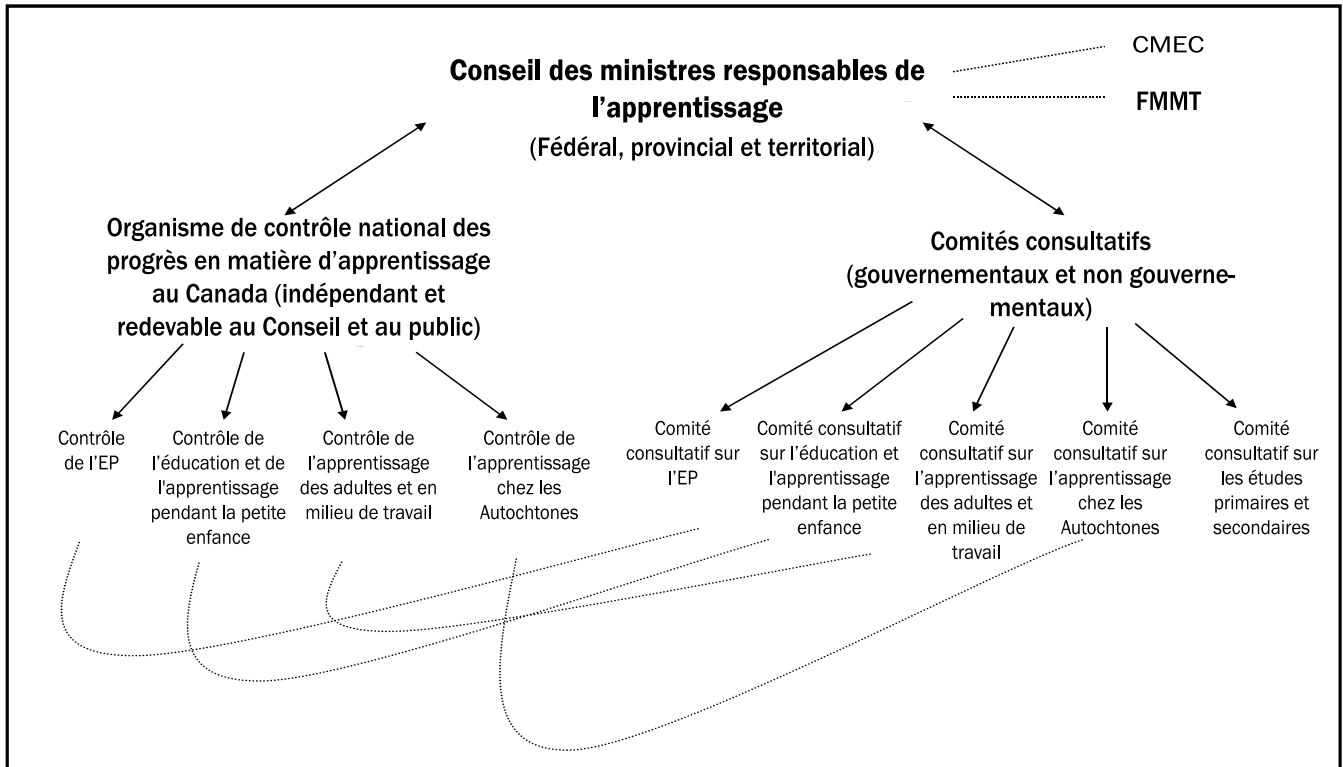 CMEC
FMMT
Conseil des ministres responsables de
l'apprentissage
(Fédéral, provincial et territorial)
Organisme de contrôle national des
progrès en matière d'apprentissage
au Canada (indépendant et
redevable au Conseil et au public)
Comités consultatifs
(gouvernementaux et non gouverne-
mentaux)
Contrôle
de l'EP
Contrôle de
l'éducation et de
l'apprentissage
pendant la petite
enfance
Contrôle de
l'apprentissage
des adultes et en
milieu de travail
Contrôle de
l'apprentissage
chez les
Autochtones
Comité
consultatif sur
l'EP
Comité consultatif
sur l'éducation et
l'apprentissage
pendant la petite
enfance
Comité
consultatif sur
l'apprentissage
des adultes et
en milieu de
travail
Comité
consultatif sur
l'apprentissage
chez les
Autochtones
Comité
consultatif sur
les études
primaires et
secondaires